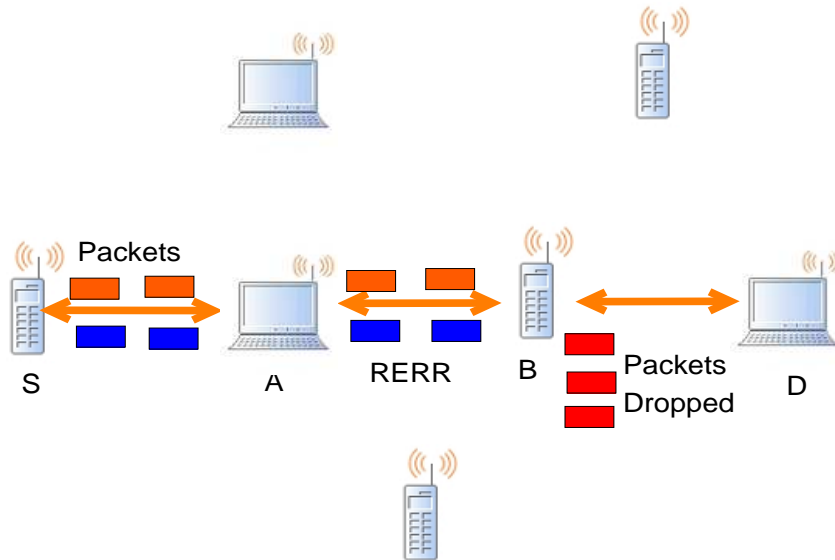 Packets
S
A
RERR
B
Packets
Dropped
D